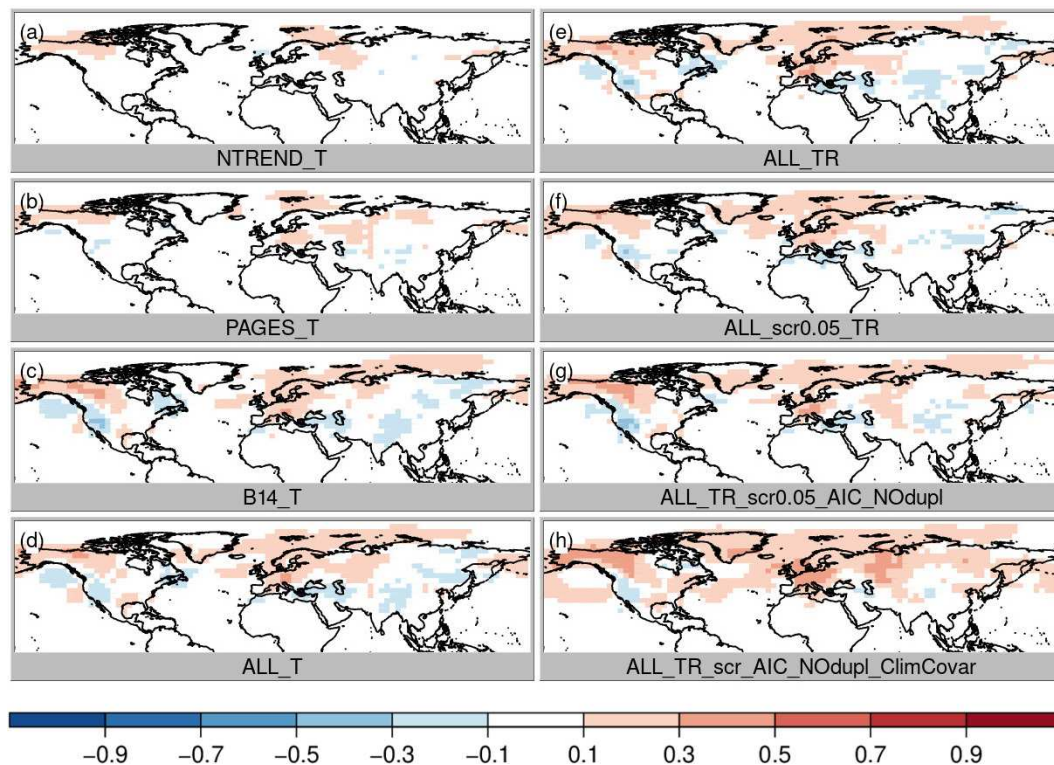 (a)
NTREND_T
(b)
PAGES_T
(c)
B14_T
(d)
ALL_T
(e)
ALL_TR
(f)
ALL_scr0.05_TR
(g)
ALL_TR_scr0.05_AIC_NOdupl
(h)
ALL_TR_scr_AIC_NOdupl_ClimCovar
−0.9 −0.7 −0.5 −0.3 −0.1 0.1 0.3 0.5 0.7 0.9